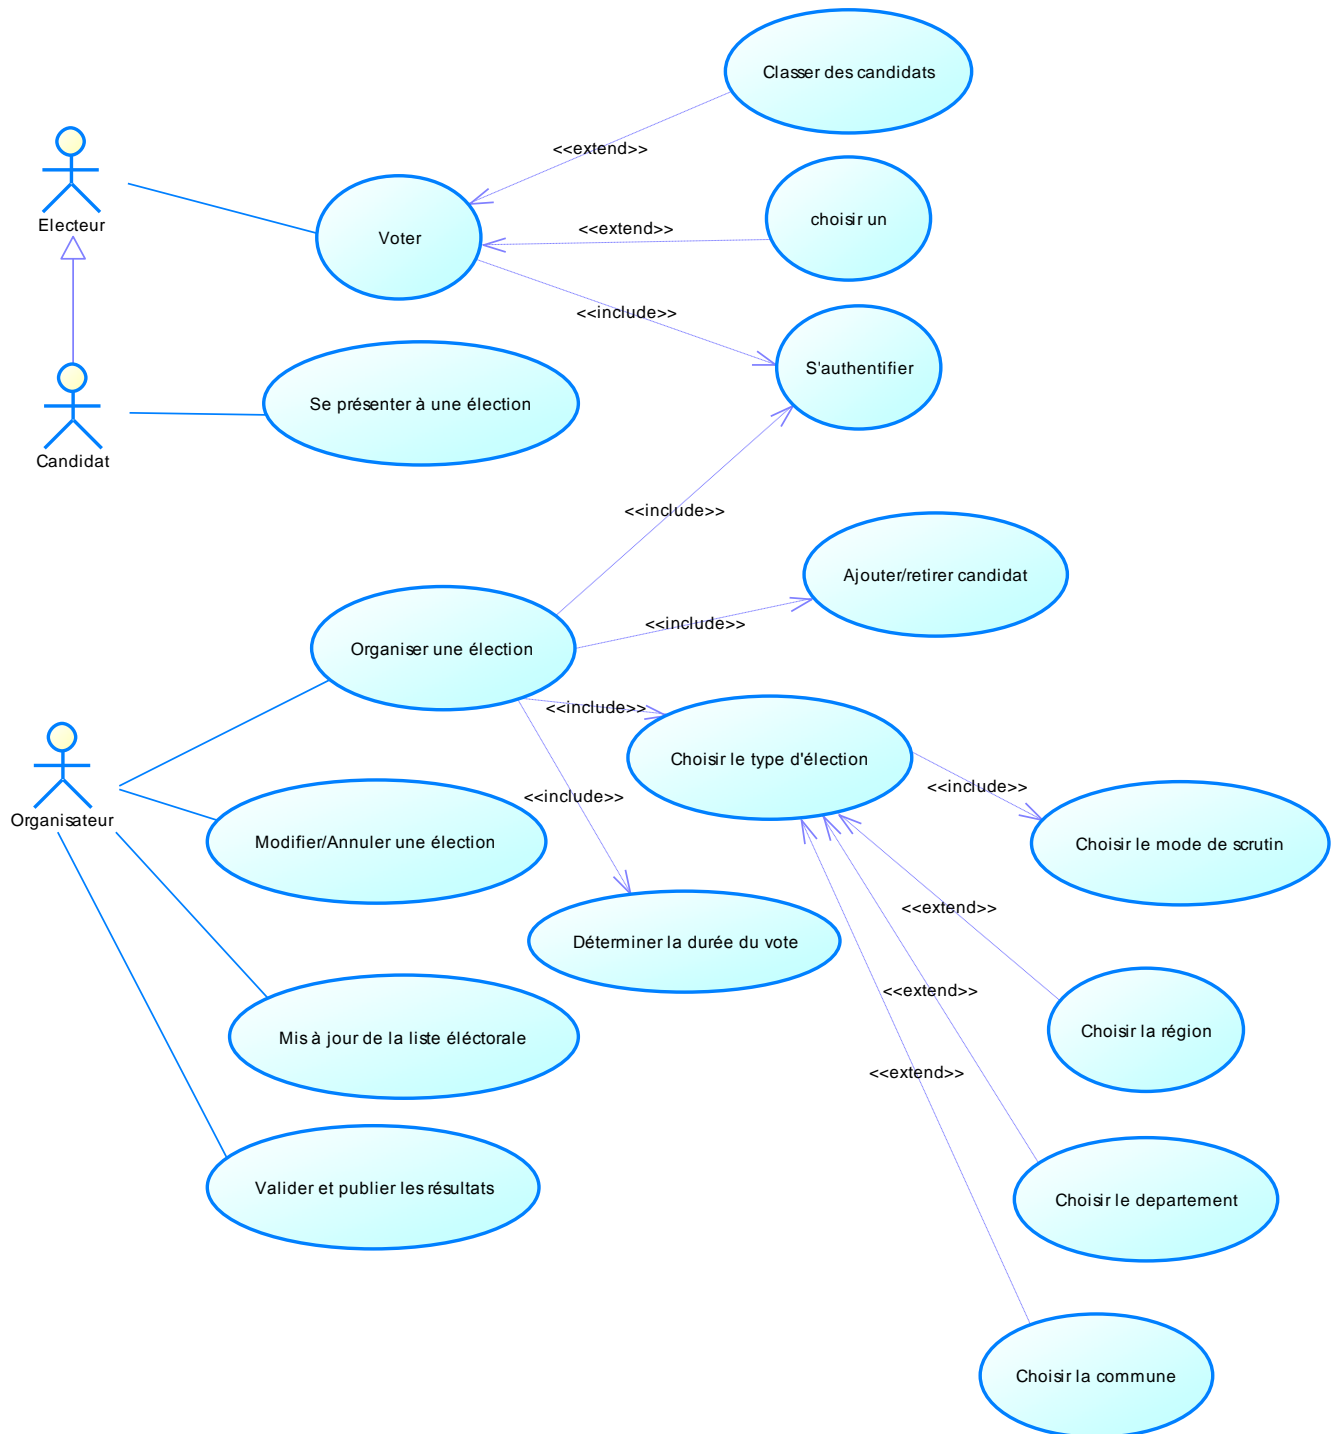 Classer des candidats
<<extend>>
Electeur
choisir un
<<extend>>
Voter
<<include>>
S'authentifier
Se présenter à une élection
Candidat
<<include>>
Ajouter/retirer candidat
<<include>>
Organiser une élection
<<include>>
Choisir le type d'élection
<<include>>
<<include>>
Organisateur
Modifier/Annuler une élection
Choisir le mode de scrutin
<<extend>>
Déterminer la durée du vote
<<extend>>
Choisir la région
Mis à jour de la liste éléctorale
<<extend>>
Valider et publier les résultats
Choisir le departement
Choisir la commune